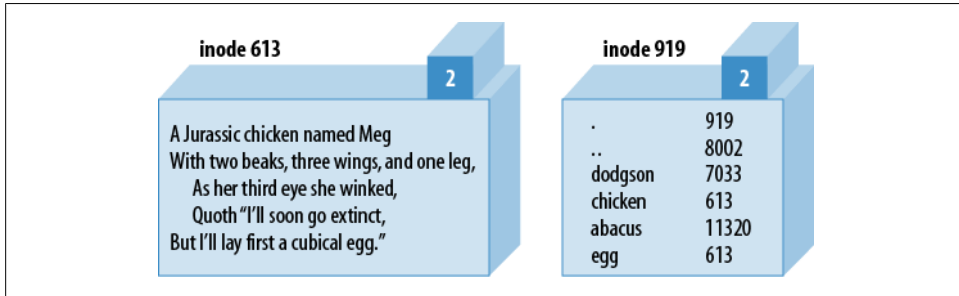 inode 613
2
A Jurassic chicken named Meg
With two beaks, three wings, and one leg,
As her third eye she winked,
Quoth “I’ll soon go extinct,
But I’ll lay first a cubical egg.”
inode 919
2
. 919
.. 8002
dodgson 7033
chicken 613
abacus 11320
egg 613